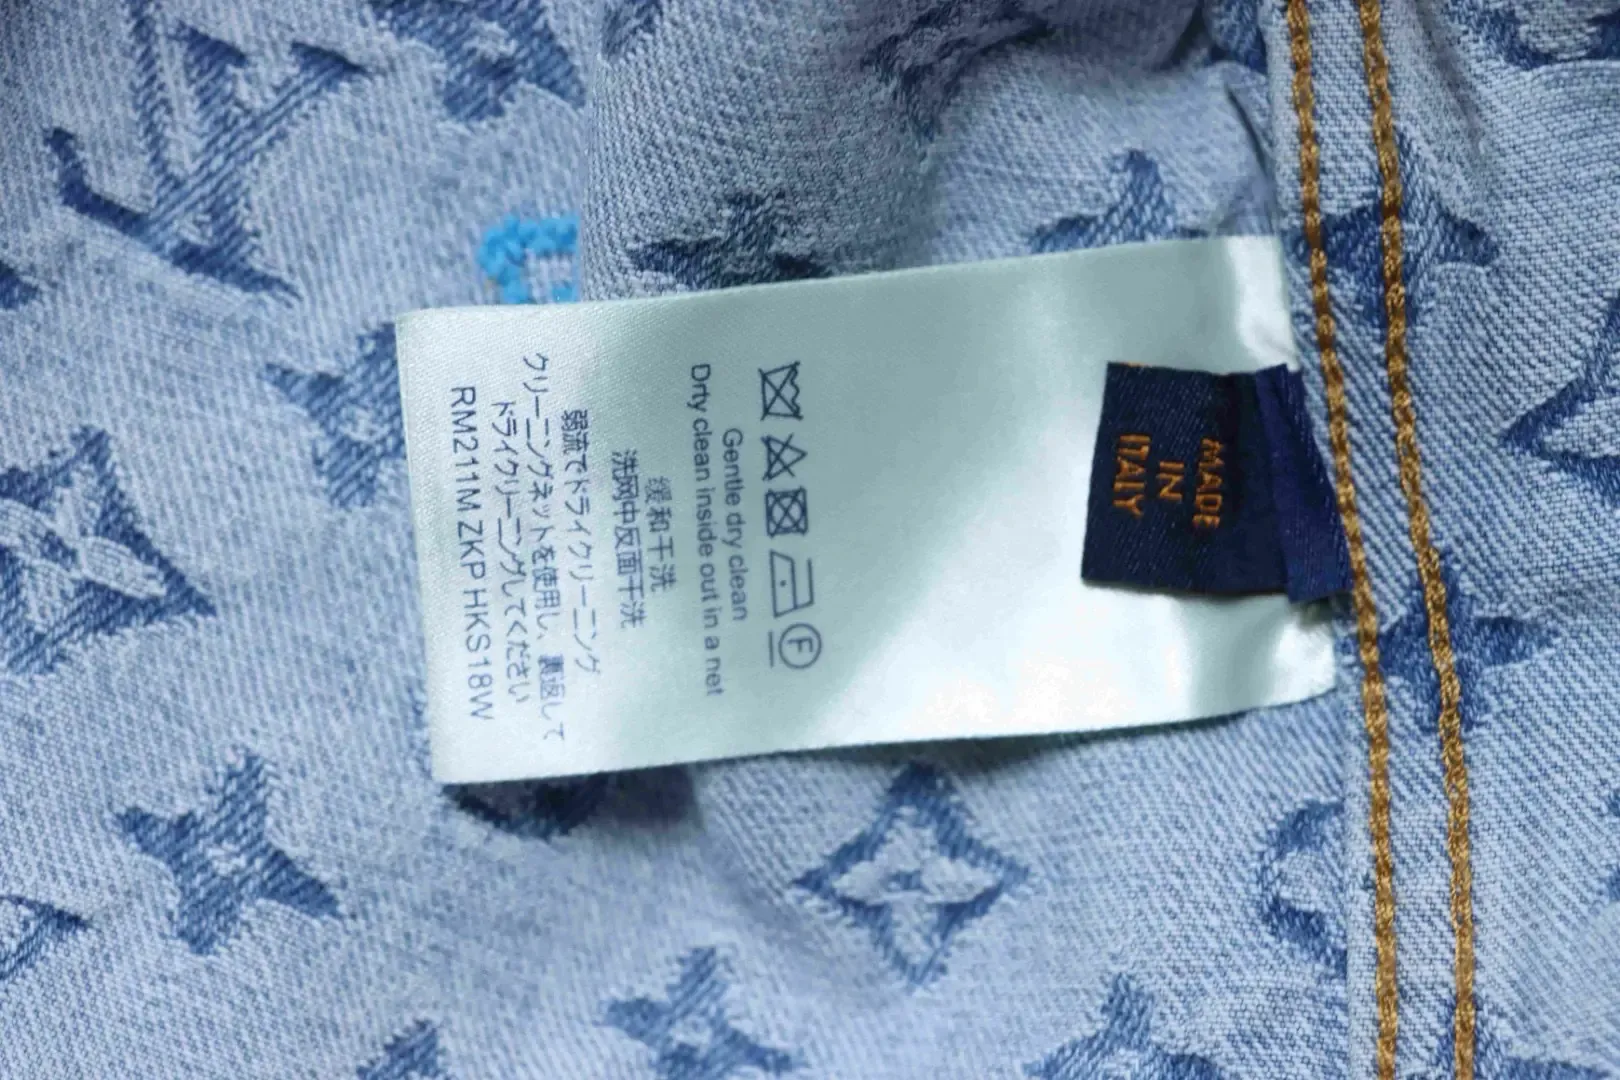 MADE
IN
ITALY
F
Gentle dry clean
Drty clean inside out in a net
缓和干洗
洗网中反面干洗
弱流でドライクリーニング
クリーニングネットを使用し、裏返して
ドライクリーニングしてください
RM211M ZKP HKS18W